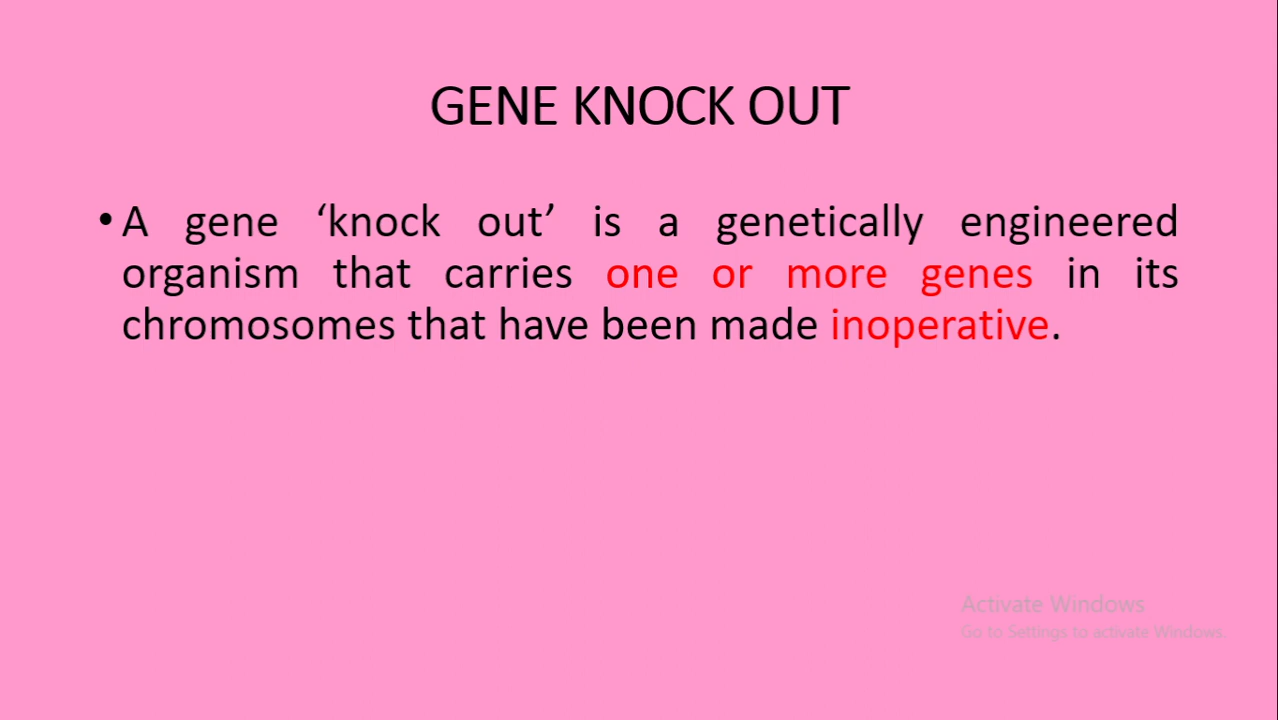 GENE KNOCK OUT
• A gene ‘knock out’ is a genetically engineered
organism that carries one or more genes in its
chromosomes that have been made inoperative.
Activate Windows
Go to Settings to activate Windows.